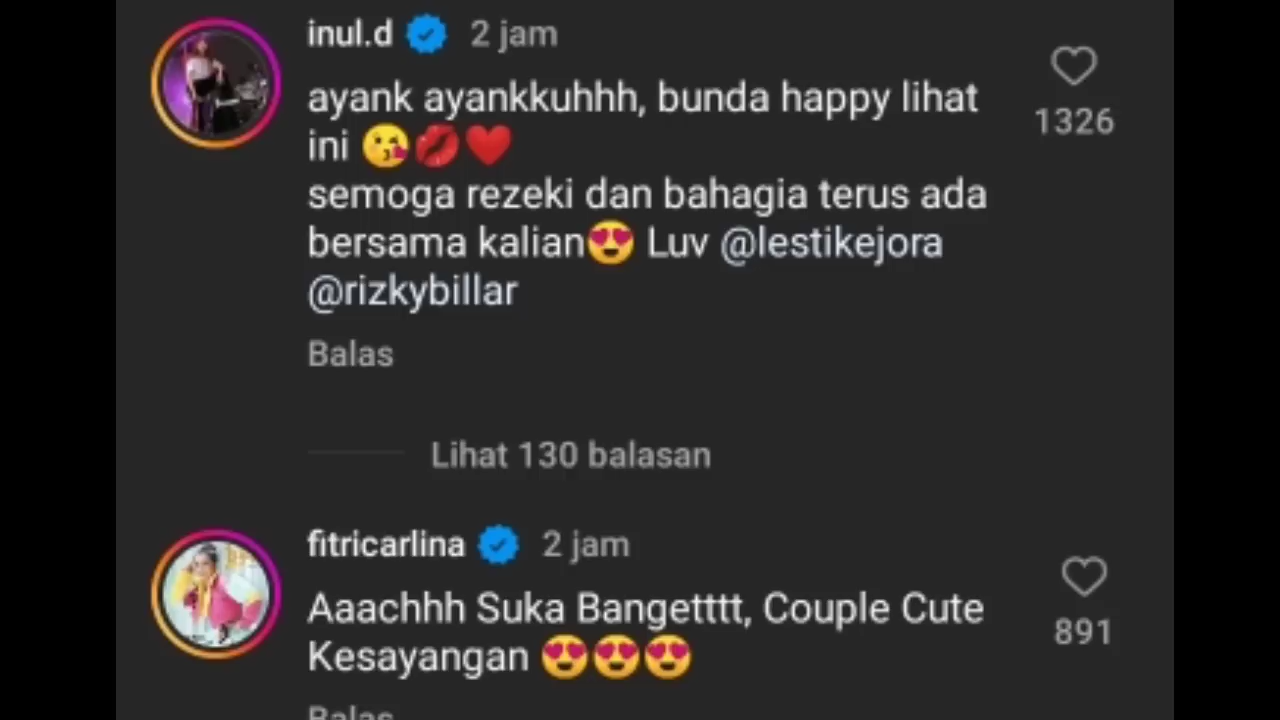 inul.d 2 jam
ayank ayankkuhhh, bunda happy lihat
ini 😘💋❤️
1326
semoga rezeki dan bahagia terus ada
bersama kalian😍 Luv @lestikejora
@rizkybillar
Balas
Lihat 130 balasan
fitricarlina 2 jam
Aaachhh Suka Bangetttt, Couple Cute
Kesayangan 😍😍😍
891
Balas